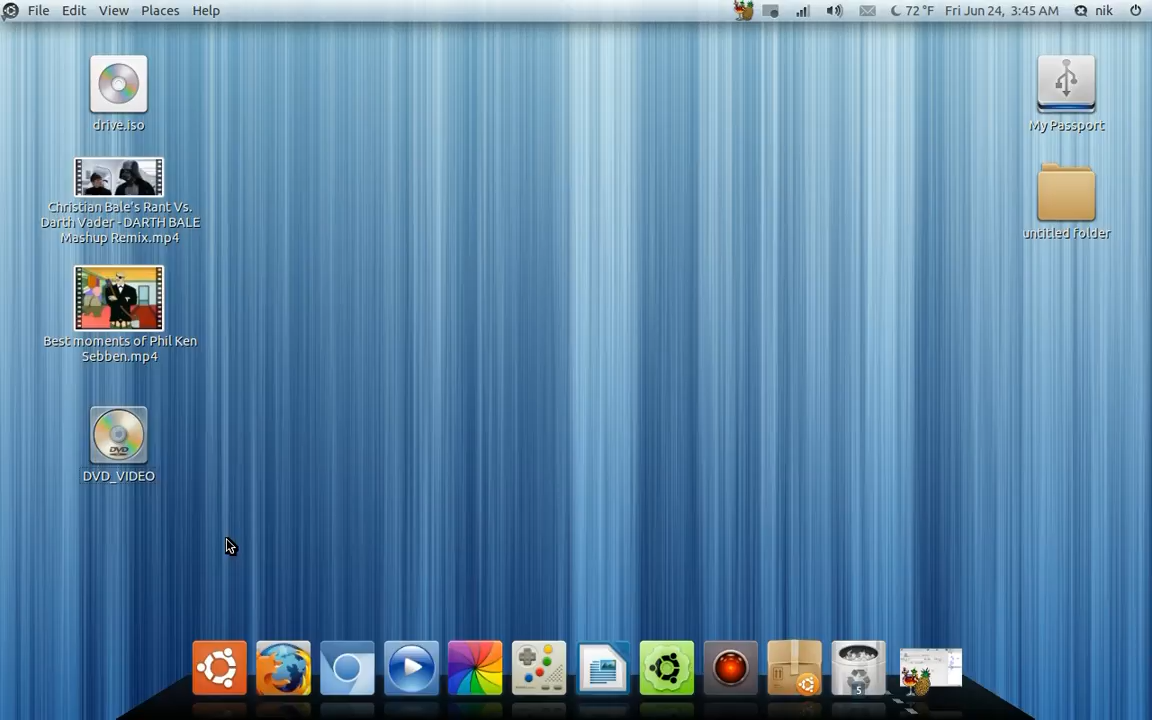 File Edit View Places Help
72 °F Fri Jun 24, 3:45 AM nik
drive.iso
Christian Bale's Rant Vs.
Darth Vader - DARTH BALE
Mashup Remix.mp4
Best moments of Phil Ken
Sebben.mp4
DVD
DVD_VIDEO
My Passport
untitled folder
5